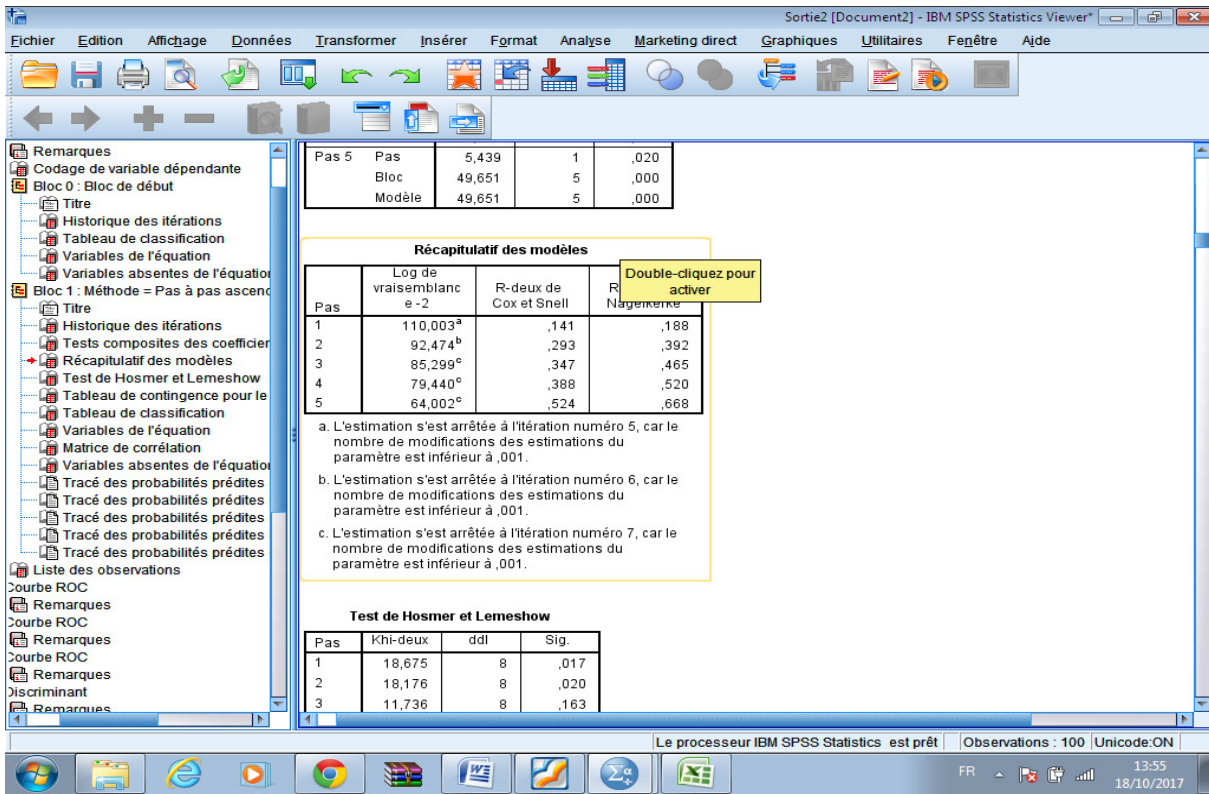 Sortie2 [Document2] - IBM SPSS Statistics Viewer*
Fichier Edition Affichage Données Transformer Insérer Format Analyse Marketing direct Graphiques Utilitaires Fenêtre Aide
Remarques
Codage de variable dépendante
Bloc 0 : Bloc de début
Titre
Historique des itérations
Tableau de classification
Variables de l'équation
Variables absentes de l'équation
Bloc 1 : Méthode = Pas à pas ascend
Titre
Historique des itérations
Tests composites des coefficien
Récapitulatif des modèles
Test de Hosmer et Lemeshow
Tableau de contingence pour le
Tableau de classification
Variables de l'équation
Matrice de corrélation
Variables absentes de l'équation
Tracé des probabilités prédites
Tracé des probabilités prédites
Tracé des probabilités prédites
Tracé des probabilités prédites
Tracé des probabilités prédites
Liste des observations
Courbe ROC
Remarques
Courbe ROC
Remarques
Courbe ROC
Remarques
Discriminant
Remarques
Pas 5 Pas 5,439 1 ,020
Bloc 49,651 5 ,000
Modèle 49,651 5 ,000
Récapitulatif des modèles
Pas Log de vraisemblanc e -2 R-deux de Cox et Snell Nagelkerke
Double-cliquez pour
activer
1 110,003a ,141 ,188
2 92,474b ,293 ,392
3 85,299c ,347 ,465
4 79,440c ,388 ,520
5 64,002c ,524 ,668
a. L'estimation s'est arrêtée à l'itération numéro 5, car le
nombre de modifications des estimations du
paramètre est inférieur à ,001.
b. L'estimation s'est arrêtée à l'itération numéro 6, car le
nombre de modifications des estimations du
paramètre est inférieur à ,001.
c. L'estimation s'est arrêtée à l'itération numéro 7, car le
nombre de modifications des estimations du
paramètre est inférieur à ,001.
Test de Hosmer et Lemeshow
Pas Khi-deux ddl Sig.
1 18,675 8 ,017
2 18,176 8 ,020
3 11,736 8 ,163
Le processeur IBM SPSS Statistics est prêt Observations : 100 Unicode:ON
FR 13:55
18/10/2017